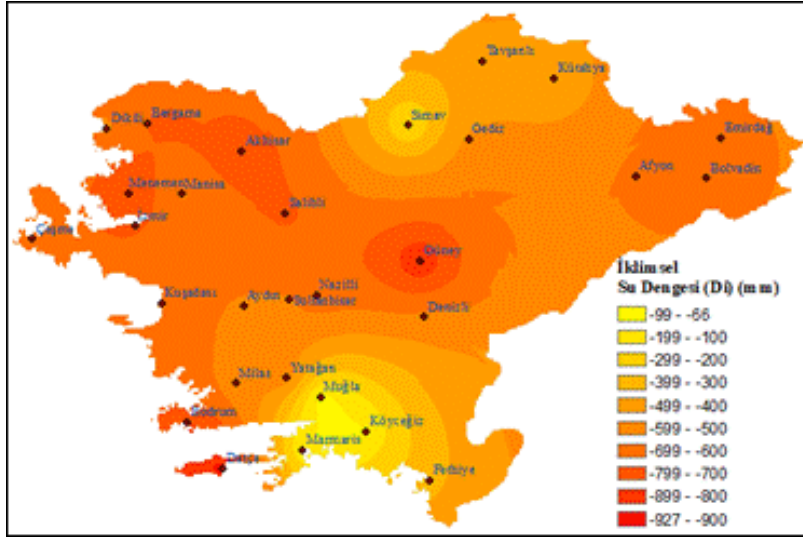 Tavşanlı
Kütahya
Simav
Gediz
Emirdağ
Dikili
Bergama
Akhisar
Afyon
Bolvadin
Menemen
Manisa
Salihli
İzmir
Çeşme
Güney
Kuşadası
Aydın
Nazilli
Sultanhisar
Denizli
Milas
Yatağan
Muğla
Bodrum
Köyceğiz
Marmaris
Datça
Fethiye
İklimsel
Su Dengesi (Di) (mm)
-99 - -66
-199 - -100
-299 - -200
-399 - -300
-499 - -400
-599 - -500
-699 - -600
-799 - -700
-899 - -800
-927 - -900